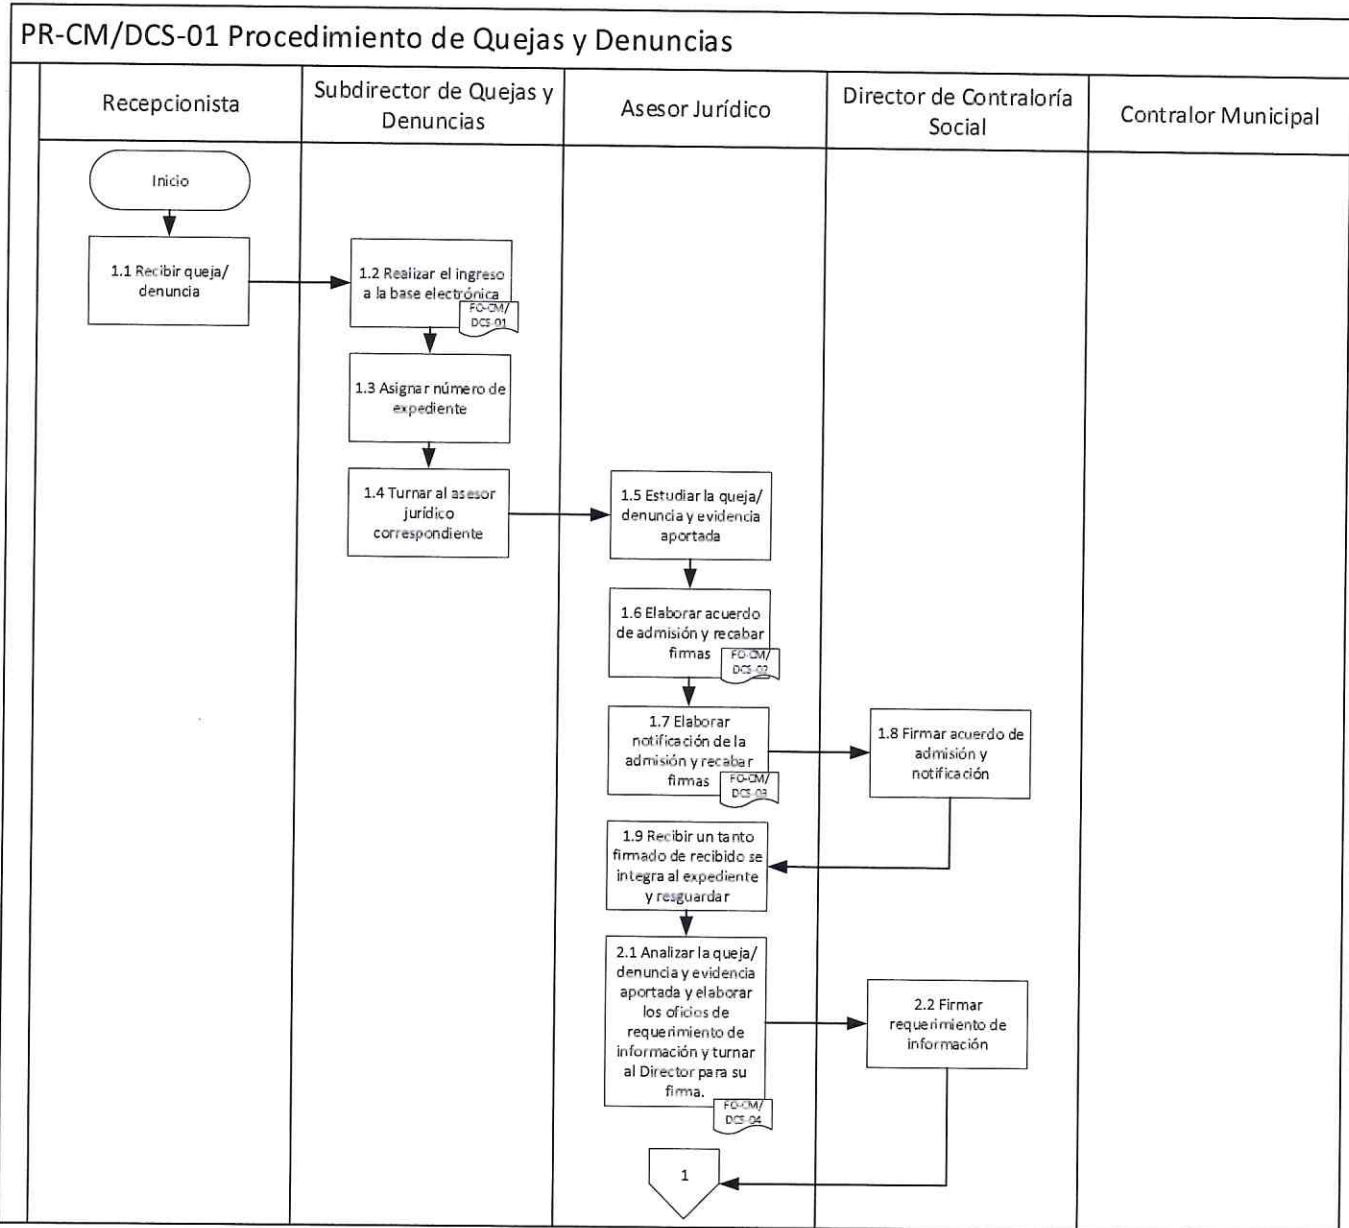 PR-CM/DCS-01 Procedimiento de Quejas y Denuncias
Recepcionista
Subdirector de Quejas y
Denuncias
Asesor Jurídico
Director de Contraloría
Social
Contralor Municipal
Inicio
1.1 Recibir queja/
denuncia
1.2 Realizar el ingreso
a la base electrónica
FO-CM/
DCS-01
1.3 Asignar número de
expediente
1.4 Turnar al asesor
jurídico
correspondiente
1.5 Estudiar la queja/
denuncia y evidencia
aportada
1.6 Elaborar acuerdo
de admisión y recabar
firmas
FO-CM/
DCS-02
1.7 Elaborar
notificación de la
admisión y recabar
firmas
FO-CM/
DCS-03
1.8 Firmar acuerdo de
admisión y
notificación
1.9 Recibir un tanto
firmado de recibido se
integra al expediente
y resguardar
2.1 Analizar la queja/
denuncia y evidencia
aportada y elaborar
los oficios de
requerimiento de
información y turnar
al Director para su
firma.
FO-CM/
DCS-04
2.2 Firmar
requerimiento de
información
1